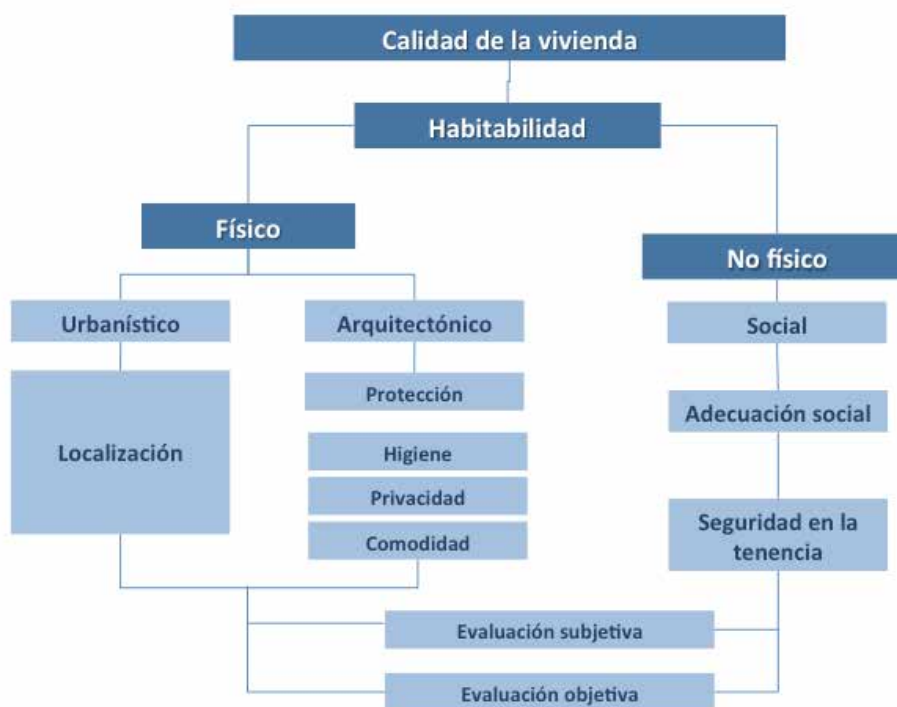 Calidad de la vivienda
Habitabilidad
Físico
No físico
Urbanístico
Arquitectónico
Social
Localización
Protección
Higiene
Privacidad
Comodidad
Adecuación social
Seguridad en la
tenencia
Evaluación subjetiva
Evaluación objetiva